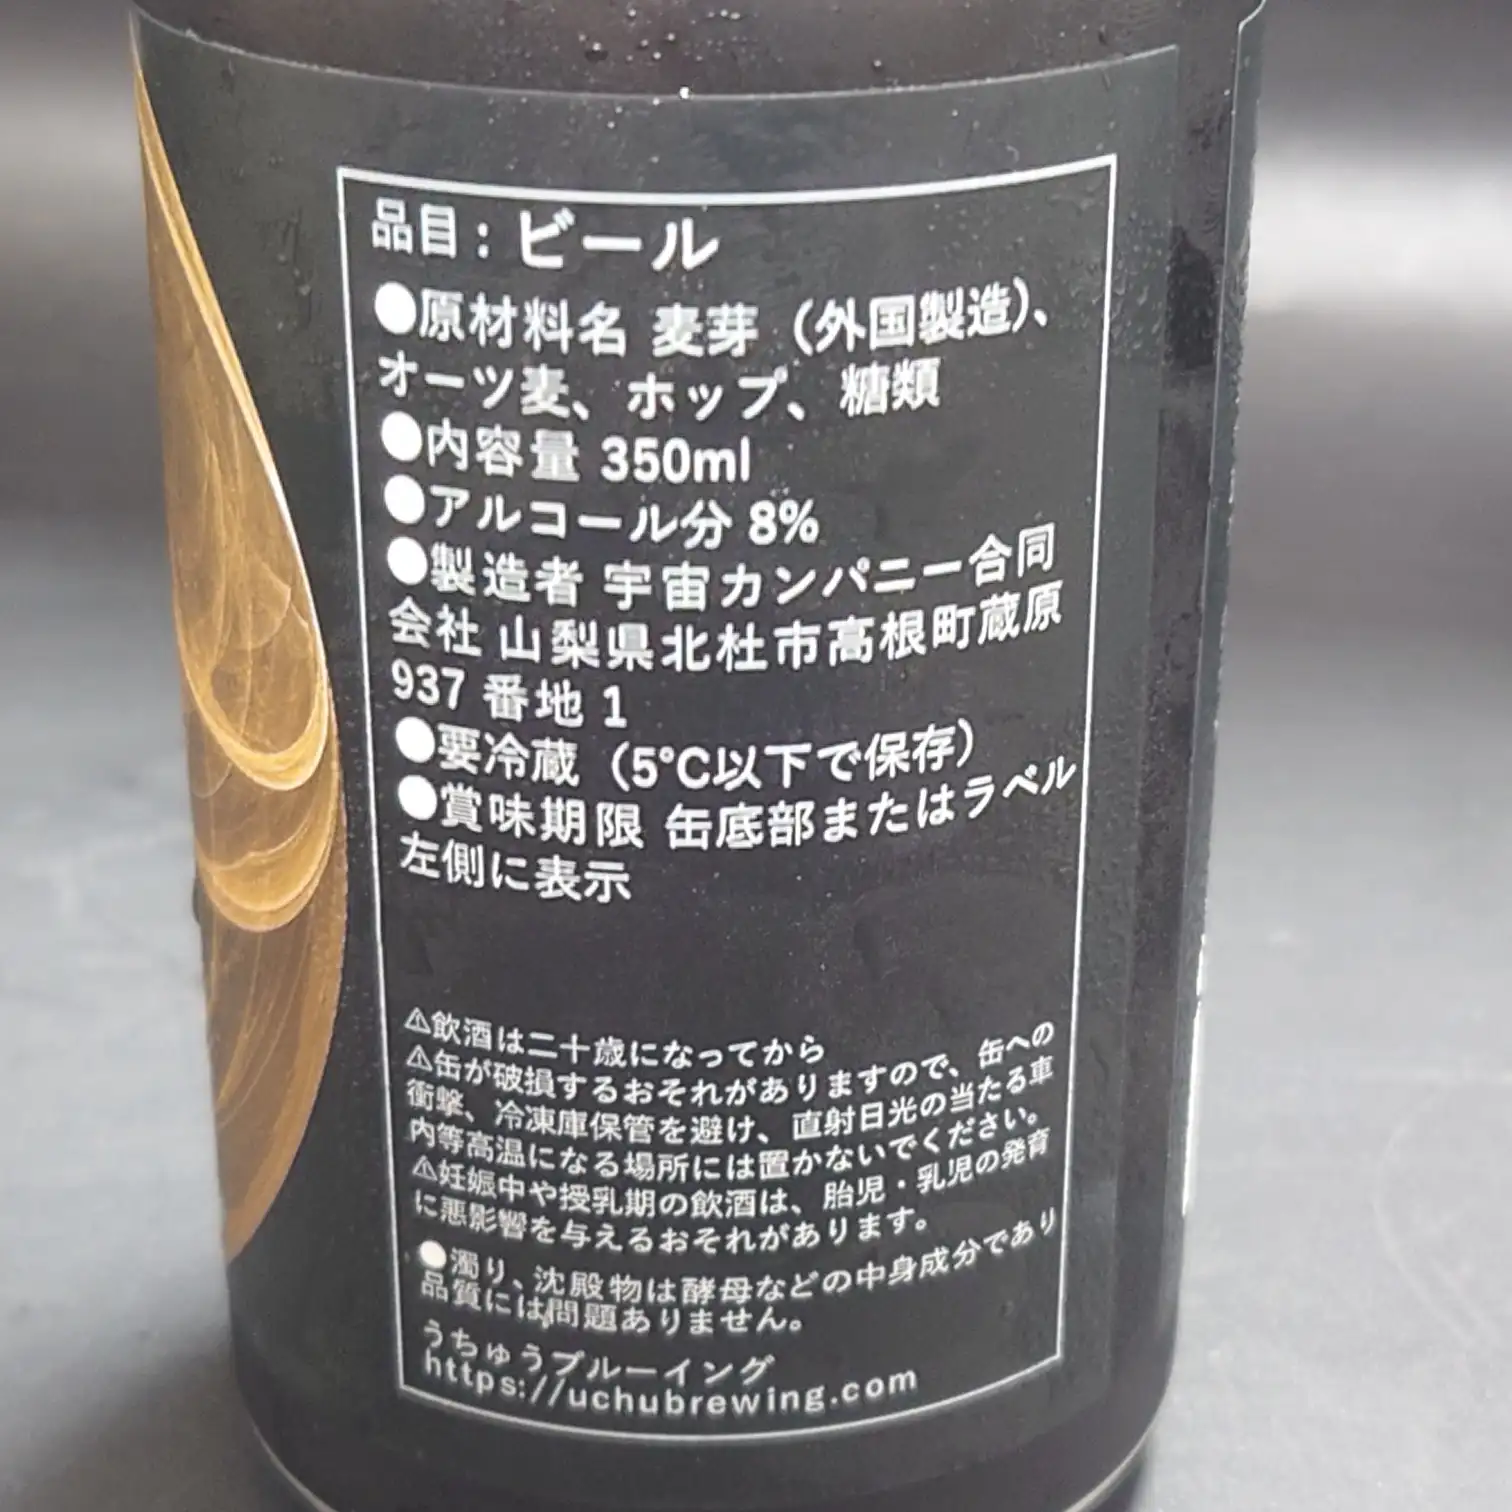 品目：ビール
●原材料名 麦芽（外国製造）、
オーツ麦、ホップ、糖類
●内容量 350ml
●アルコール分 8%
●製造者 宇宙カンパニー合同
会社 山梨県北杜市高根町蔵原
937 番地 1
●要冷蔵（5℃以下で保存）
●賞味期限 缶底部またはラベル
左側に表示
⚠飲酒は二十歳になってから
⚠缶が破損するおそれがありますので、缶への
衝撃、冷凍庫保管を避け、直射日光の当たる車
内等高温になる場所には置かないでください。
⚠妊娠中や授乳期の飲酒は、胎児・乳児の発育
に悪影響を与えるおそれがあります。
●濁り、沈殿物は酵母などの中身成分であり
品質には問題ありません。
うちゅうブルーイング
https://uchubrewing.com